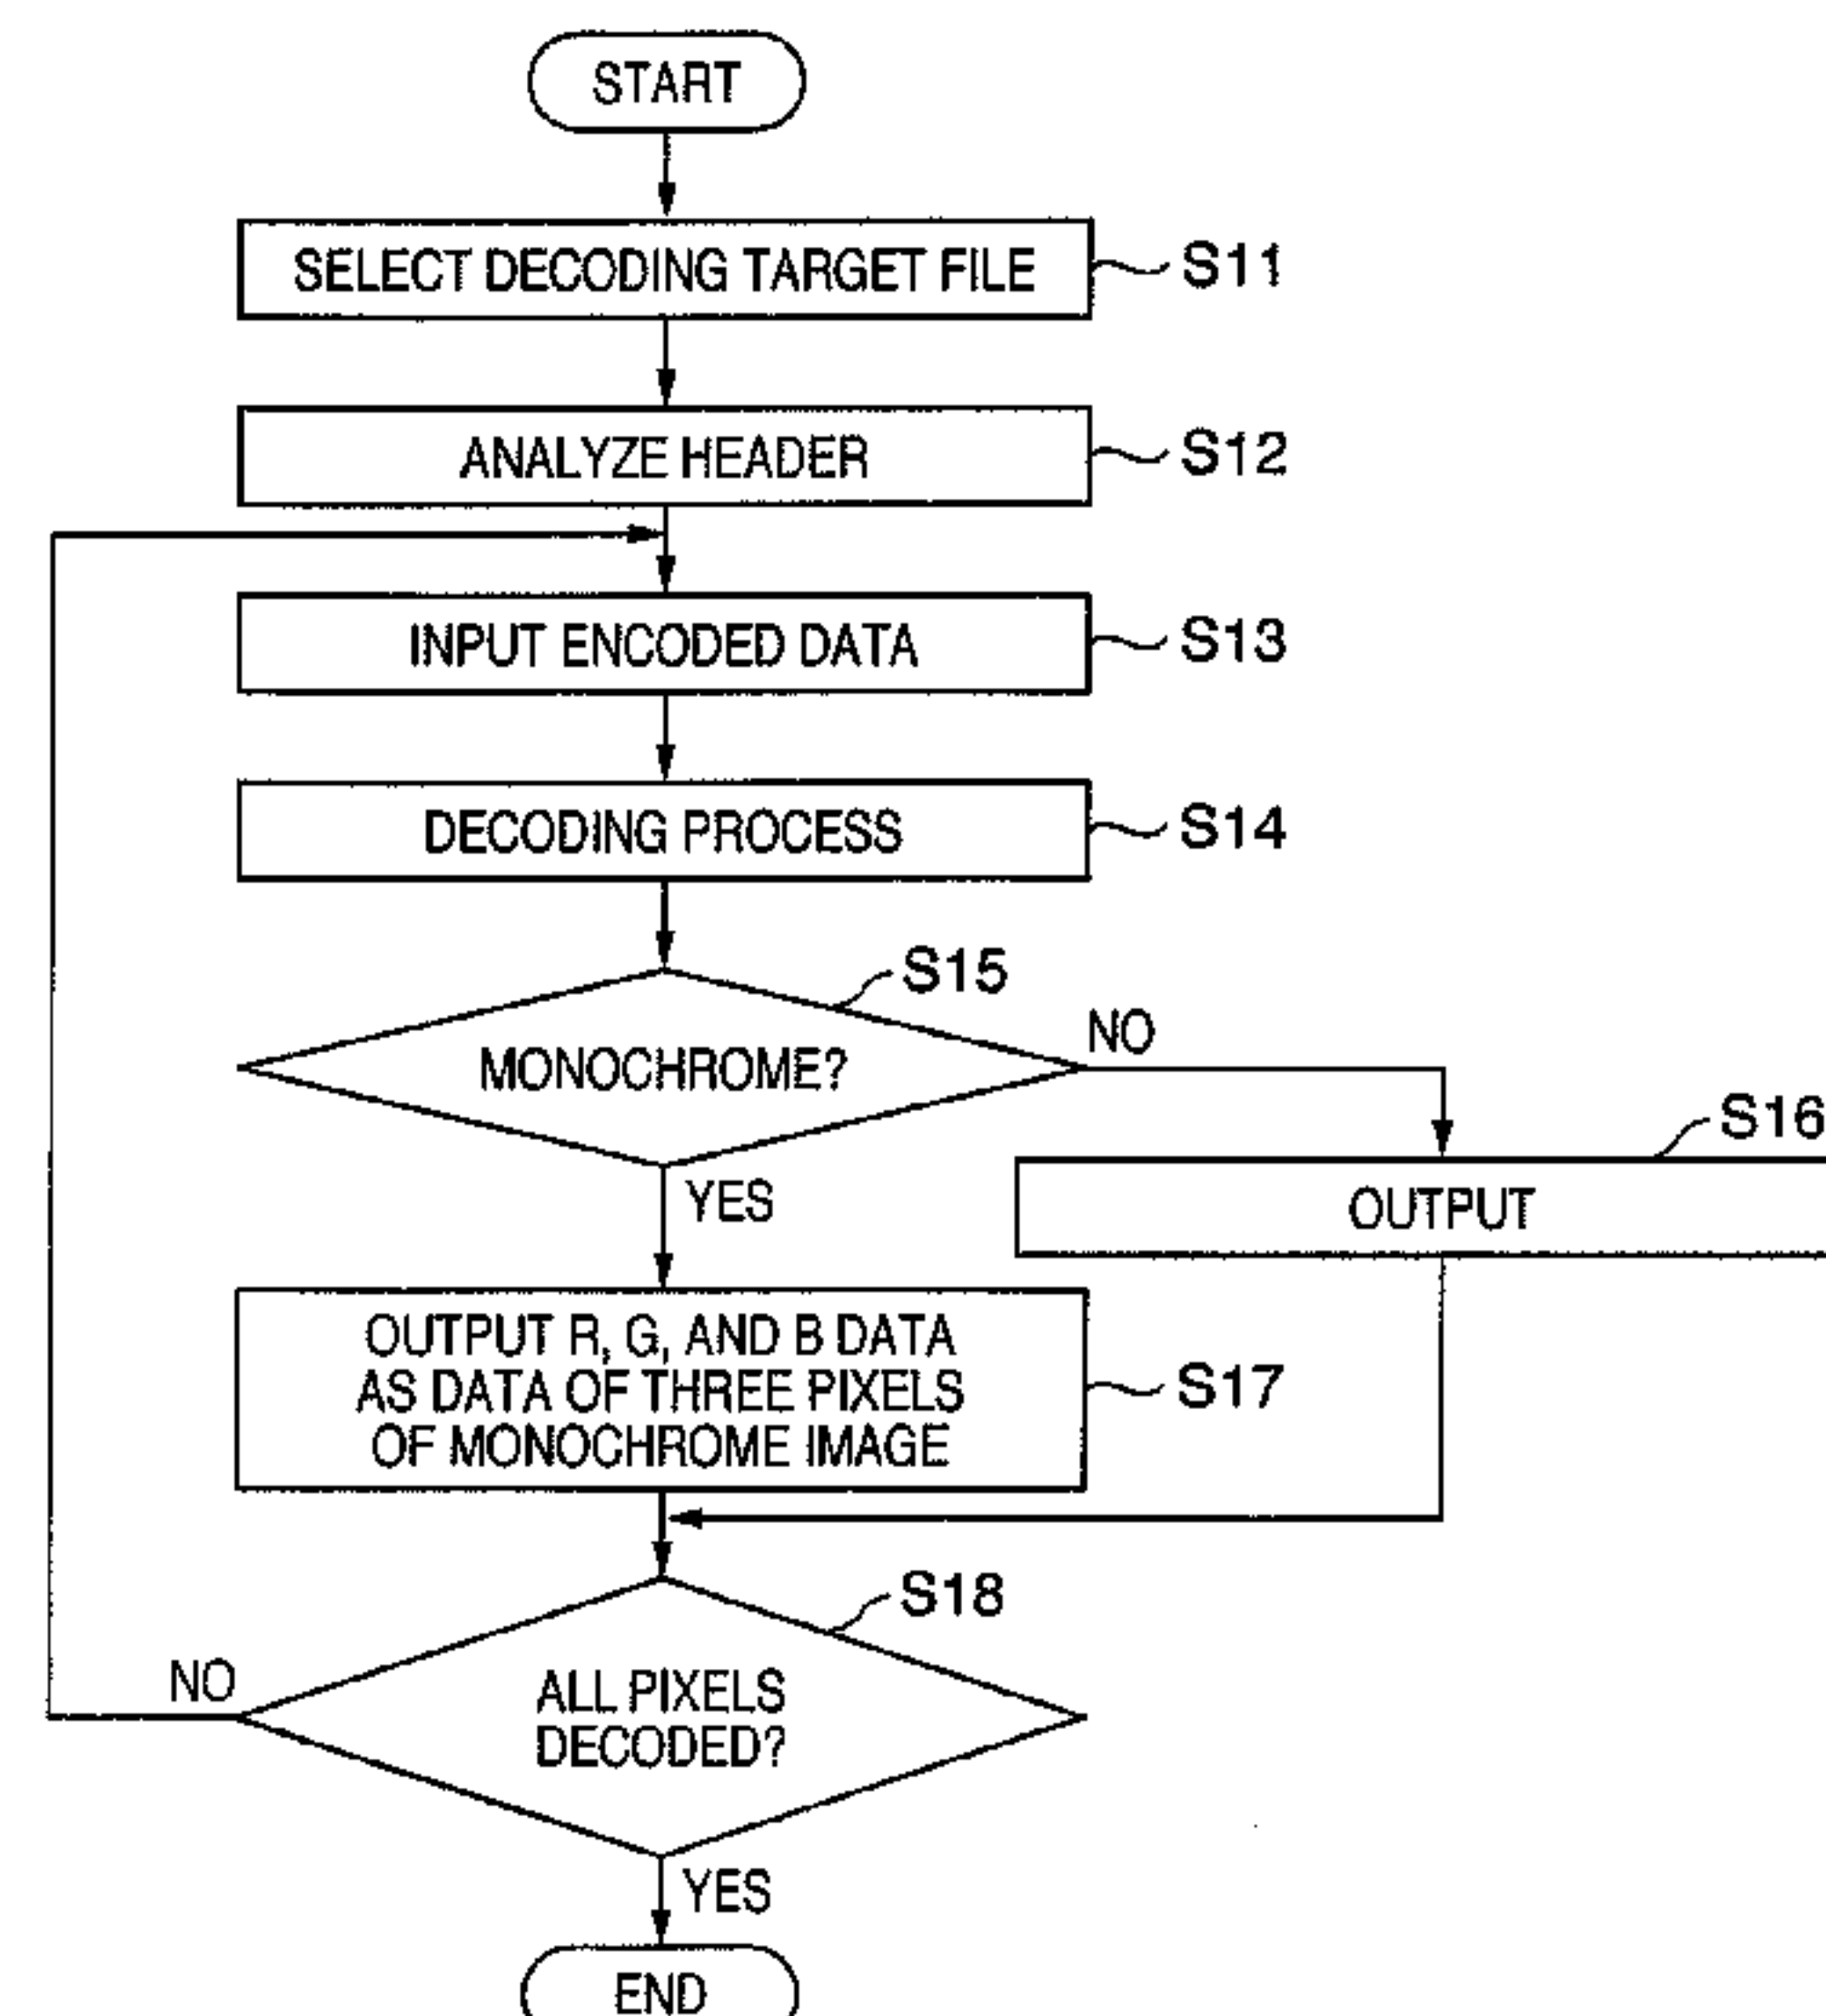 START
SELECT DECODING TARGET FILE
S11
ANALYZE HEADER
S12
INPUT ENCODED DATA
S13
DECODING PROCESS
S14
S15
MONOCHROME?
NO
YES
S16
OUTPUT
OUTPUT R, G, AND B DATA
AS DATA OF THREE PIXELS
OF MONOCHROME IMAGE
S17
S18
NO
ALL PIXELS
DECODED?
YES
END